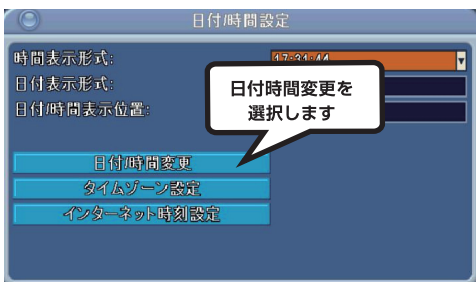 日付/時間設定
時間表示形式:
17:31:44
日付表示形式:
日付/時間表示位置:
日付時間変更を
選択します
日付/時間変更
タイムゾーン設定
インターネット時刻設定